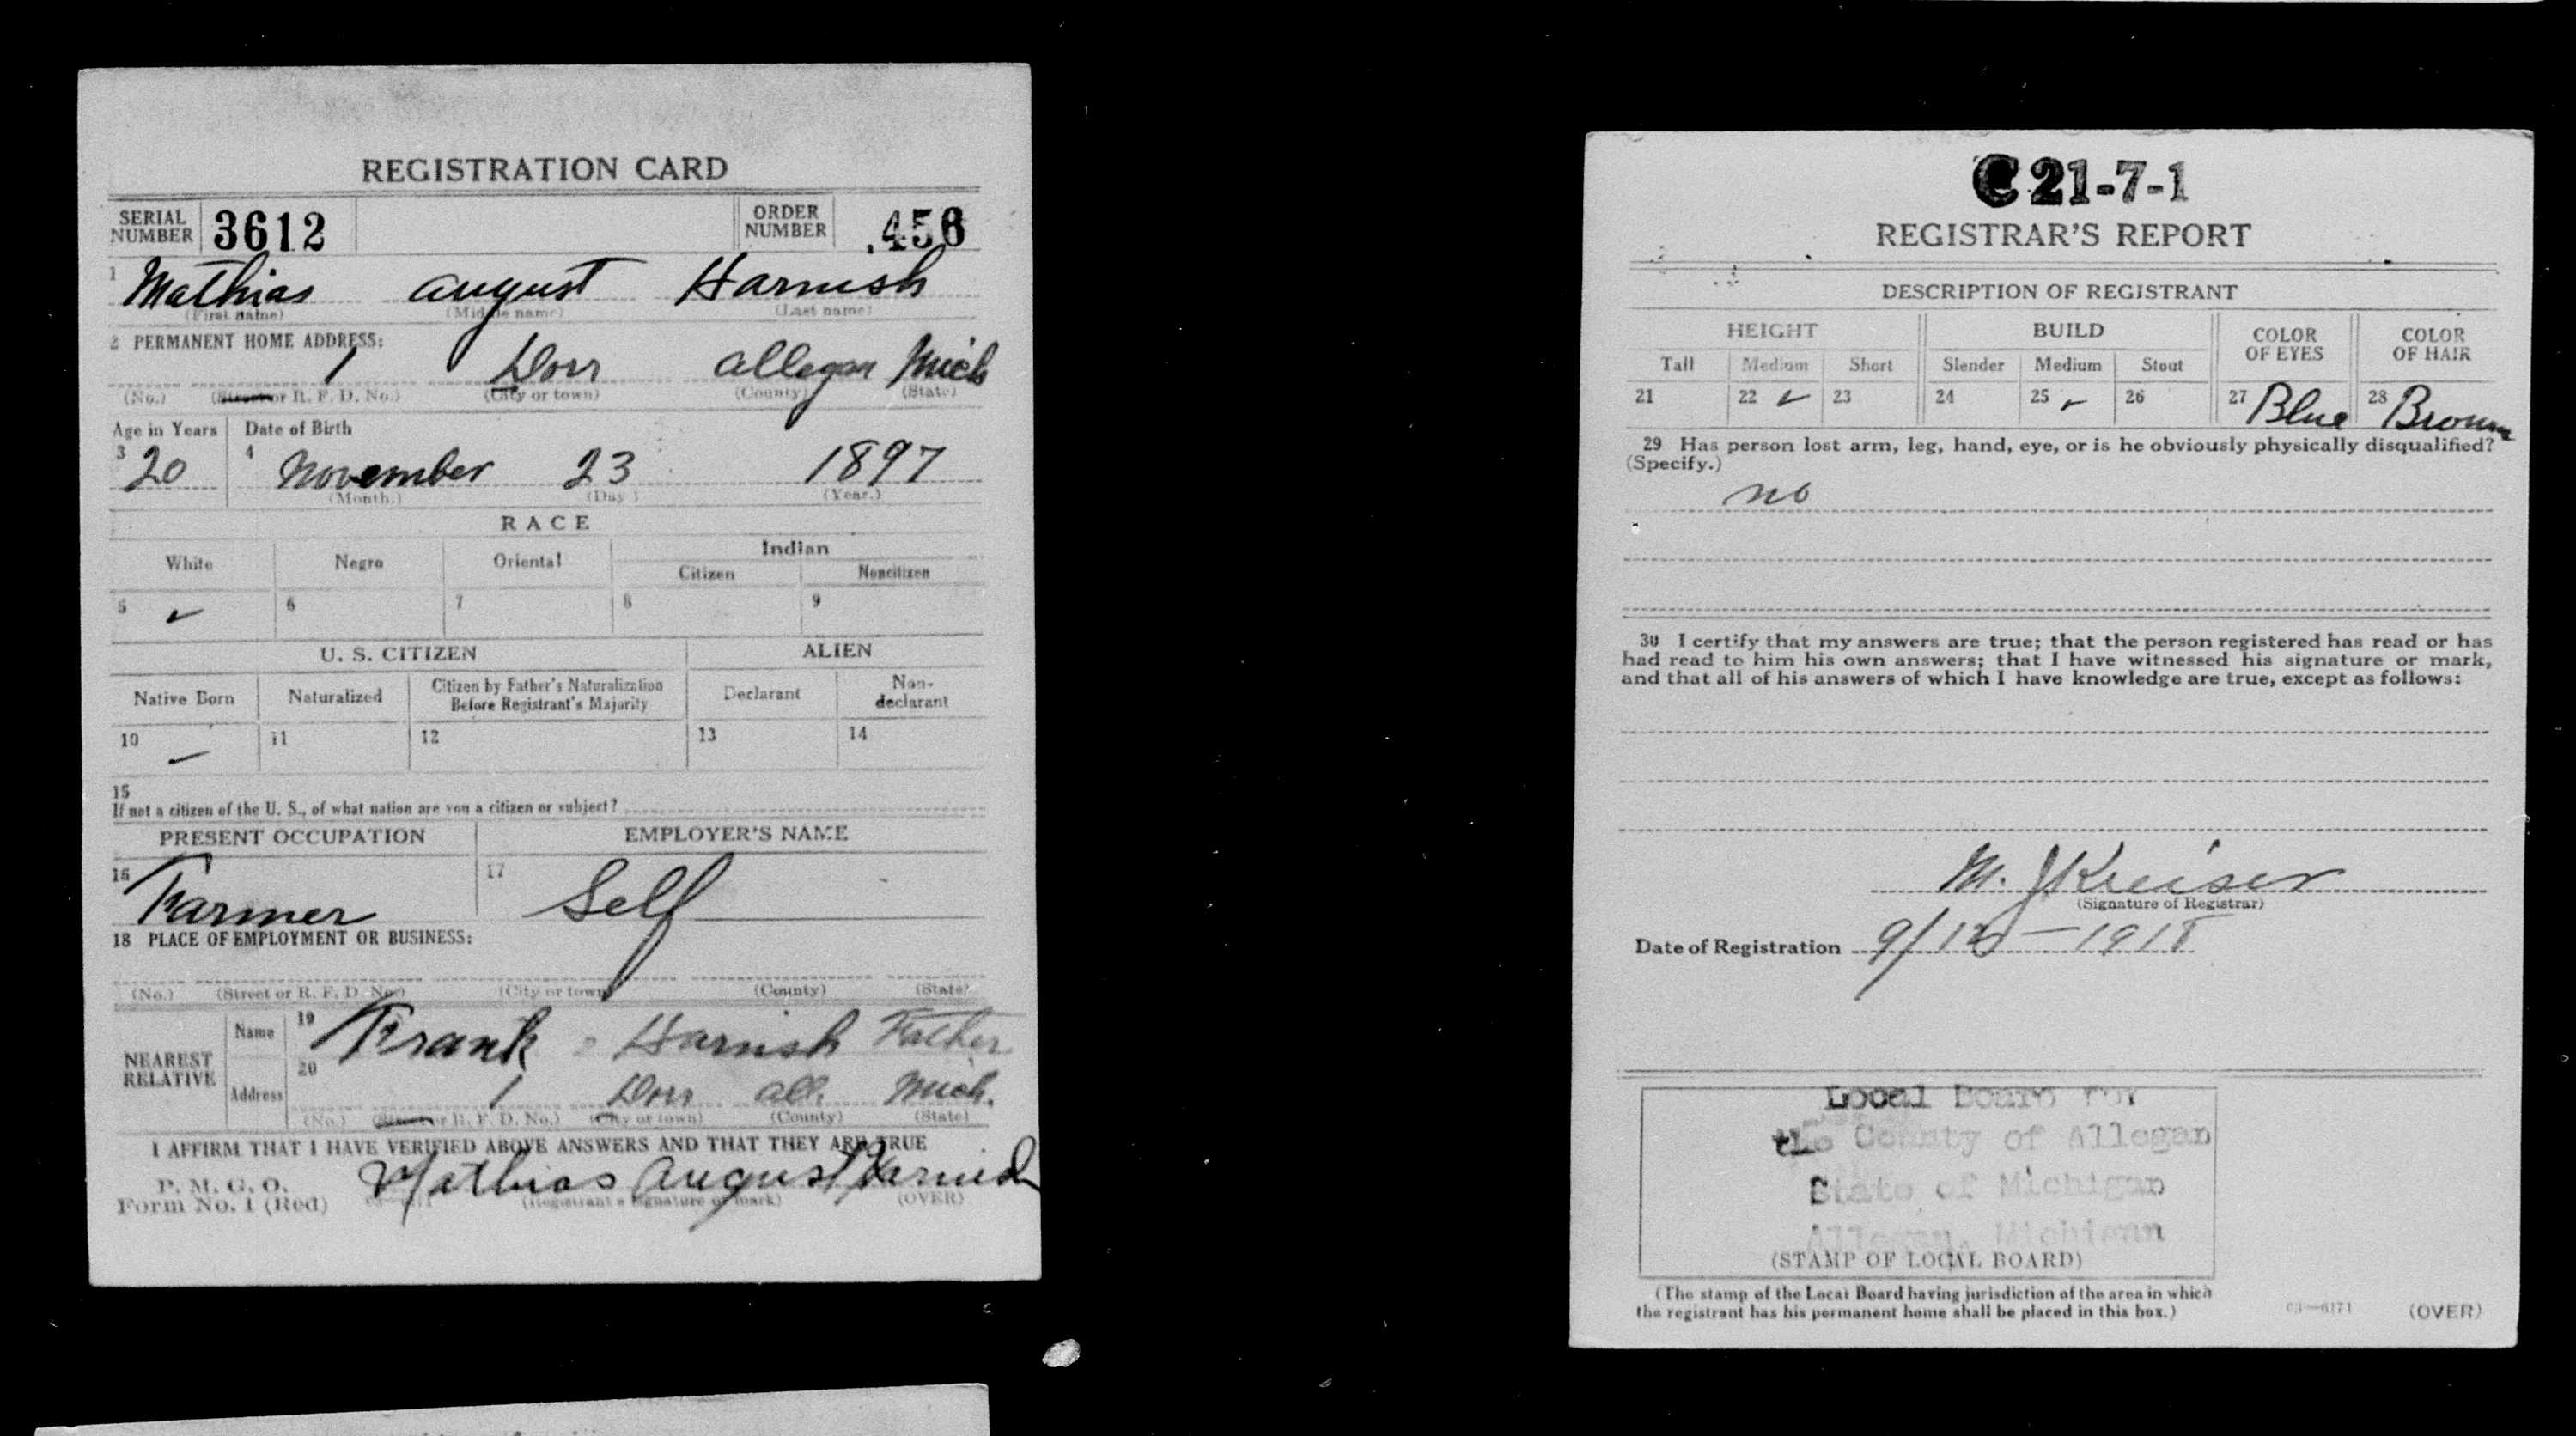 REGISTRATION CARD
SERIAL NUMBER 3612 ORDER NUMBER .456
1 Mathias August Harnish
(First name) (Middle name) (Last name)
2 PERMANENT HOME ADDRESS:
1 Dorr Allegan Mich
(No.) (Street or R. F. D. No.) (City or town) (County) (State)
Age in Years Date of Birth
3 20 4 November 23 1897
(Month.) (Day) (Year.)
RACE
White Negro Oriental Indian
Citizen Noncitizen
5 ✓ 6 7 8 9
U. S. CITIZEN ALIEN
Native Born Naturalized Citizen by Father's Naturalization Before Registrant's Majority Declarant Non-declarant
10 ✓ 11 12 13 14
15
If not a citizen of the U. S., of what nation are you a citizen or subject?
PRESENT OCCUPATION EMPLOYER'S NAME
16 Farmer 17 Self
18 PLACE OF EMPLOYMENT OR BUSINESS:
(No.) (Street or R. F. D. No.) (City or town) (County) (State)
NEAREST RELATIVE Name 19 Frank Harnish Father
Address 20 1 Dorr All. Mich.
(No.) (Street or R. F. D. No.) (City or town) (County) (State)
I AFFIRM THAT I HAVE VERIFIED ABOVE ANSWERS AND THAT THEY ARE TRUE
P. M. G. O.
Form No. 1 (Red) Mathias August Harnish
(Registrant's signature or mark) (OVER)
C 21-7-1
REGISTRAR'S REPORT
DESCRIPTION OF REGISTRANT
HEIGHT BUILD COLOR OF EYES COLOR OF HAIR
Tall Medium Short Slender Medium Stout
21 22 ✓ 23 24 25 ✓ 26 27 Blue 28 Brown
29 Has person lost arm, leg, hand, eye, or is he obviously physically disqualified?
(Specify.)
no
30 I certify that my answers are true; that the person registered has read or has
had read to him his own answers; that I have witnessed his signature or mark,
and that all of his answers of which I have knowledge are true, except as follows:
M. J Kreiser
(Signature of Registrar)
Date of Registration 9/12-1918
Local Board for
the County of Allegan
State of Michigan
Allegan, Michigan
(STAMP OF LOCAL BOARD)
(The stamp of the Local Board having jurisdiction of the area in which
the registrant has his permanent home shall be placed in this box.)
03-6171 (OVER)